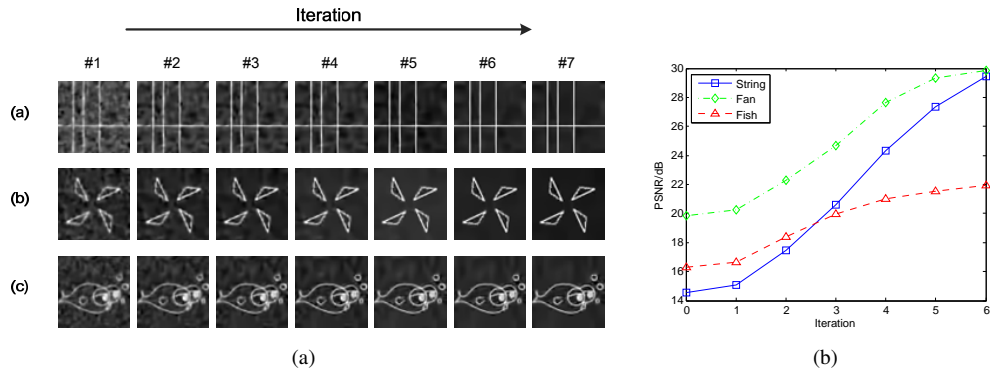 Iteration
#1 #2 #3 #4 #5 #6 #7
(a)
(b)
(c)
(a)
30
28
26
24
22
20
18
16
14
PSNR/dB
String
Fan
Fish
0 1 2 3 4 5 6
Iteration
(b)